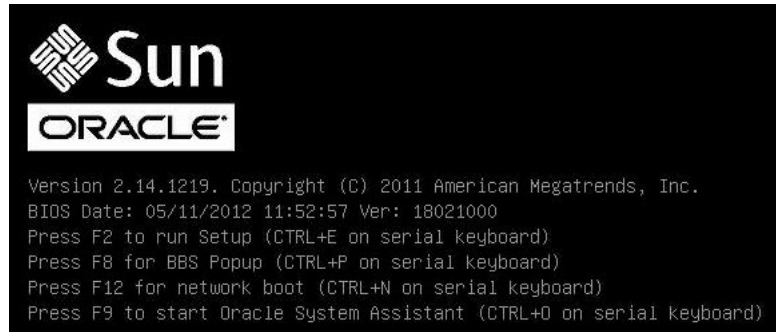 Sun
ORACLE
Version 2.14.1219. Copyright (C) 2011 American Megatrends, Inc.
BIOS Date: 05/11/2012 11:52:57 Ver: 18021000
Press F2 to run Setup (CTRL+E on serial keyboard)
Press F8 for BBS Popup (CTRL+P on serial keyboard)
Press F12 for network boot (CTRL+N on serial keyboard)
Press F9 to start Oracle System Assistant (CTRL+O on serial keyboard)